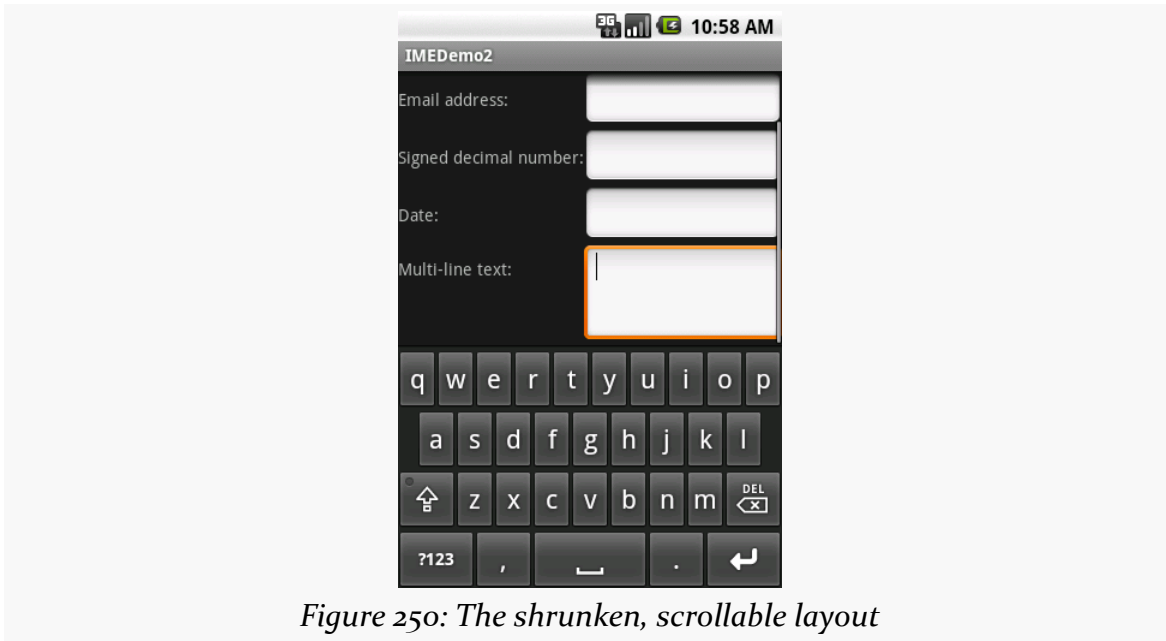 3G 10:58 AM
IMEDemo2
Email address:
Signed decimal number:
Date:
Multi-line text:
q w e r t y u i o p
a s d f g h j k l
z x c v b n m DEL
?123 , .
Figure 250: The shrunken, scrollable layout